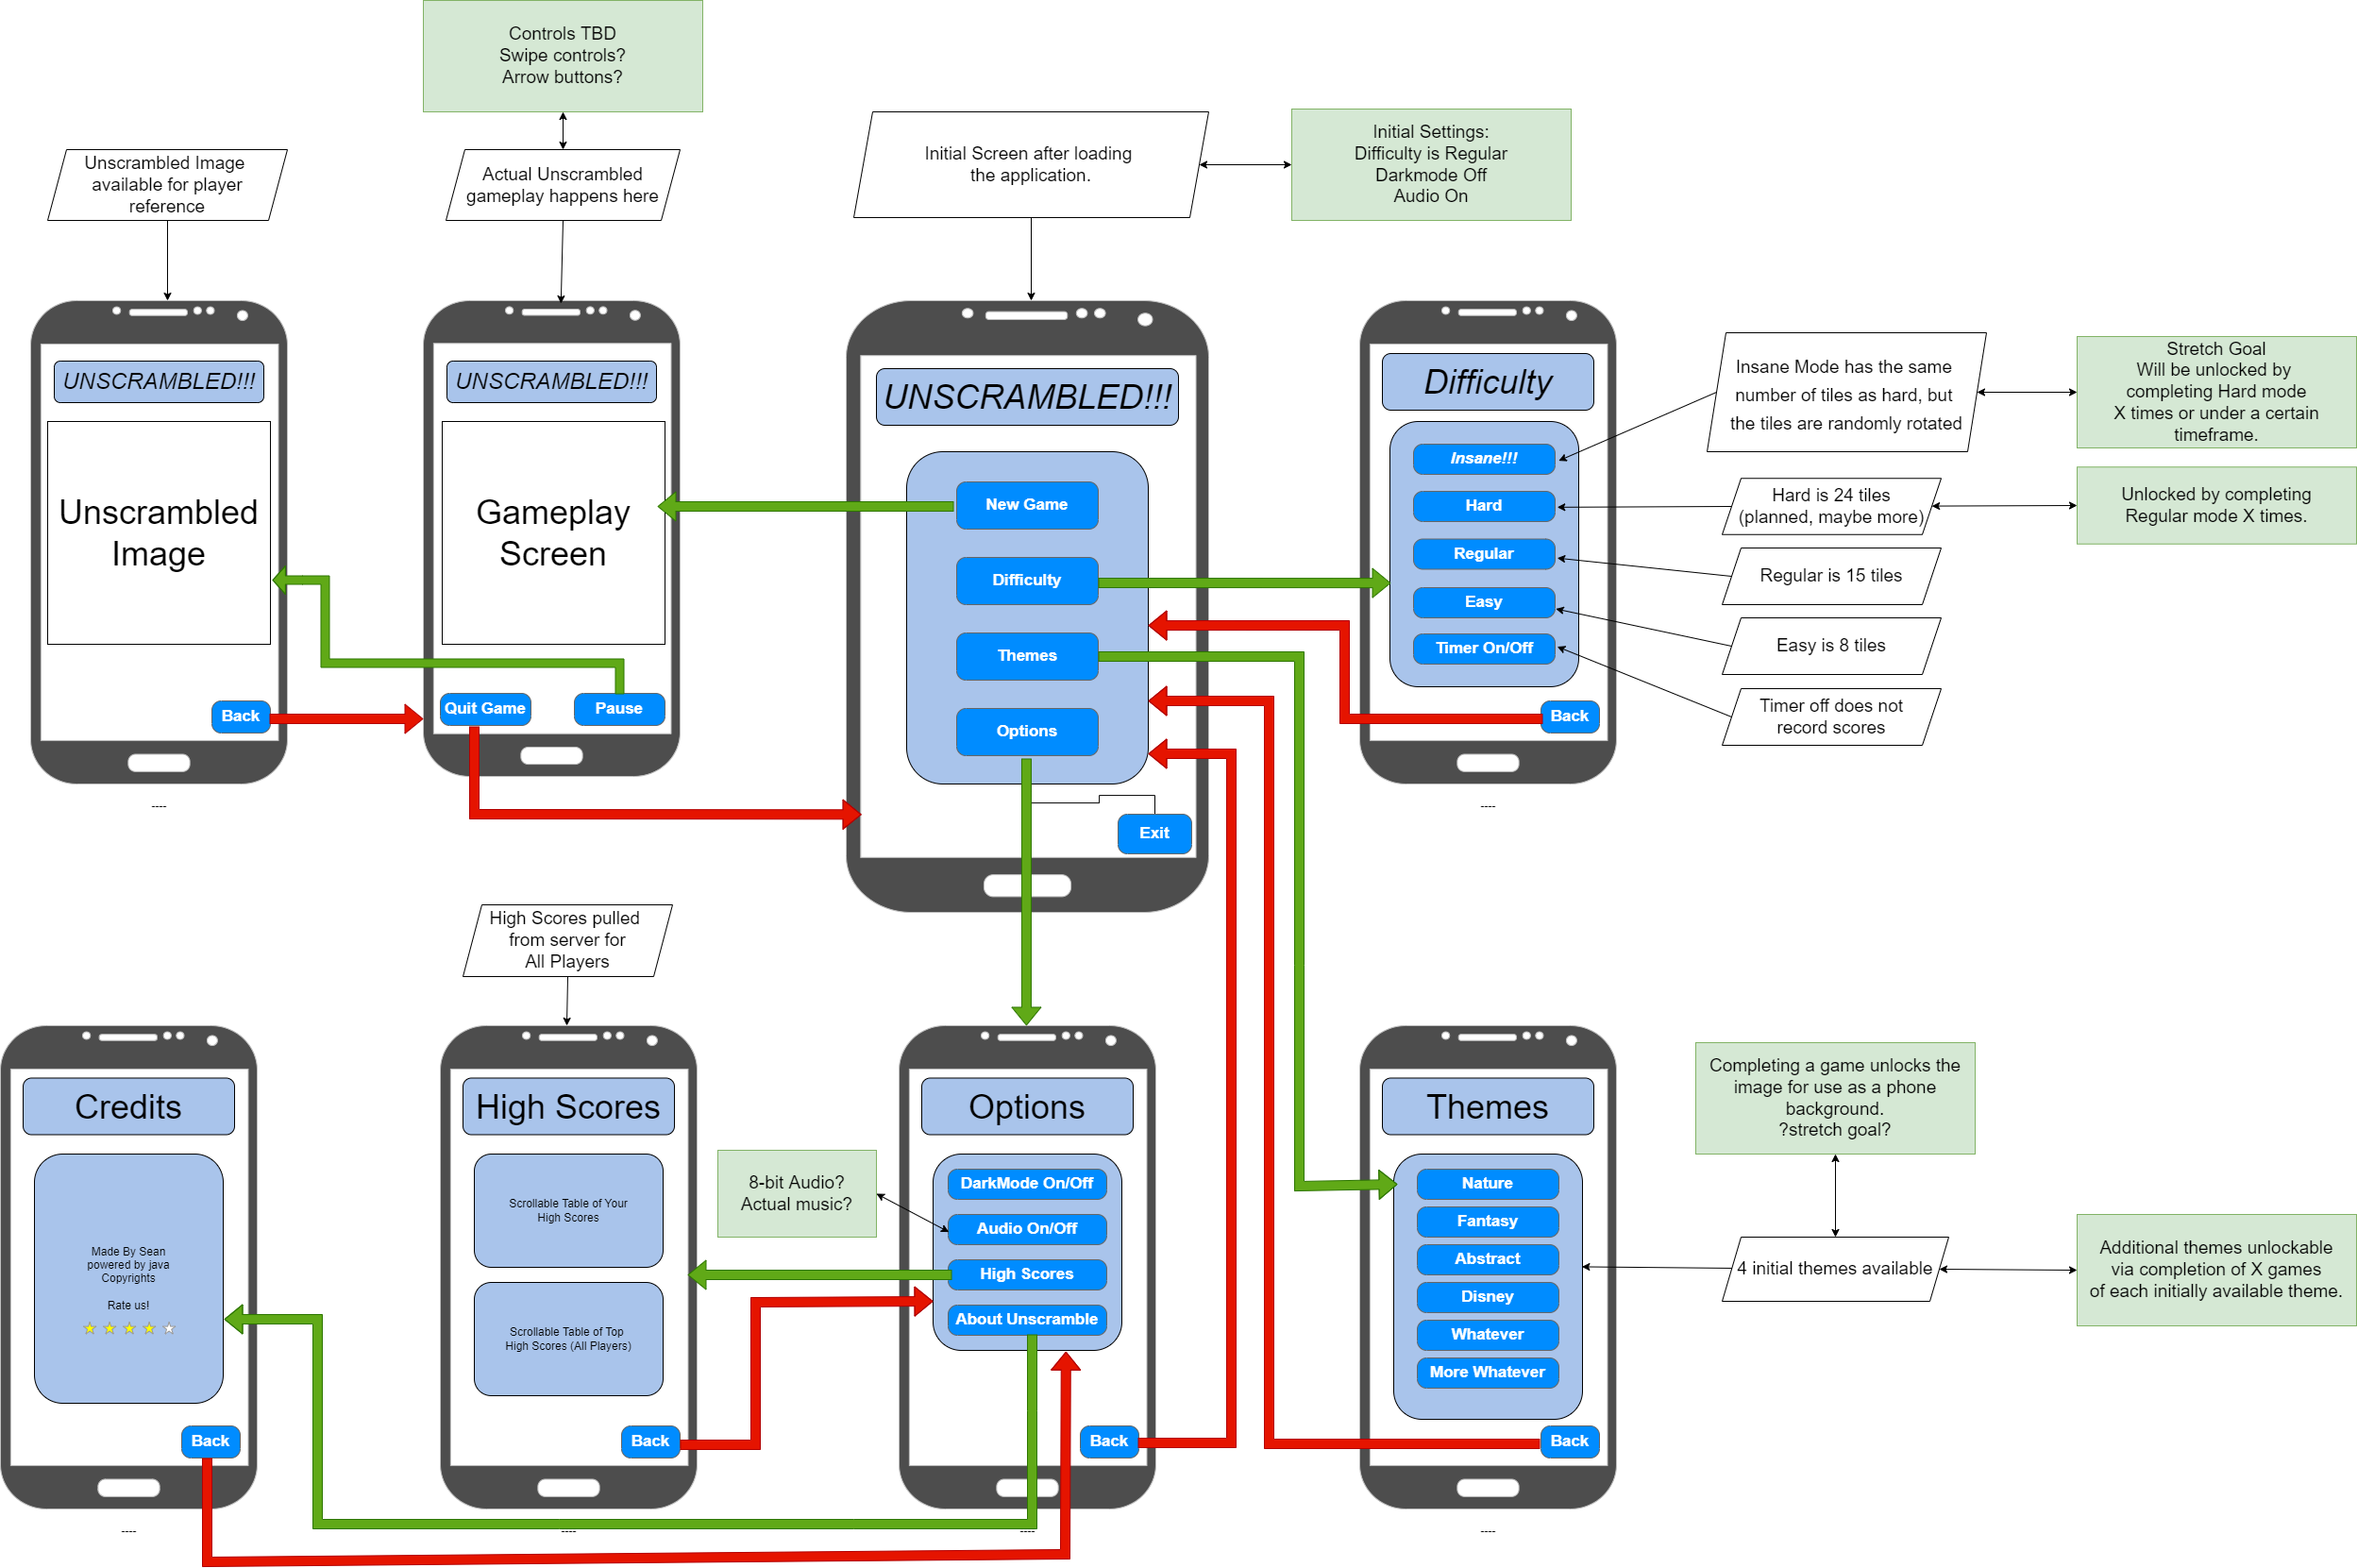 Controls TBD
Swipe controls?
Arrow buttons?
Unscrambled Image
available for player
reference
Actual Unscrambled
gameplay happens here
Initial Screen after loading
the application.
Initial Settings:
Difficulty is Regular
Darkmode Off
Audio On
UNSCRAMBLED!!!
Unscrambled
Image
Back
----
UNSCRAMBLED!!!
Gameplay
Screen
Quit Game
Pause
UNSCRAMBLED!!!
New Game
Difficulty
Themes
Options
Exit
Difficulty
Insane!!!
Hard
Regular
Easy
Timer On/Off
Back
----
Insane Mode has the same
number of tiles as hard, but
the tiles are randomly rotated
Stretch Goal
Will be unlocked by
completing Hard mode
X times or under a certain
timeframe.
Hard is 24 tiles
(planned, maybe more)
Unlocked by completing
Regular mode X times.
Regular is 15 tiles
Easy is 8 tiles
Timer off does not
record scores
High Scores pulled
from server for
All Players
Credits
Made By Sean
powered by java
Copyrights
Rate us!
Back
----
High Scores
Scrollable Table of Your
High Scores
Scrollable Table of Top
High Scores (All Players)
Back
----
8-bit Audio?
Actual music?
Options
DarkMode On/Off
Audio On/Off
High Scores
About Unscramble
Back
----
Themes
Nature
Fantasy
Abstract
Disney
Whatever
More Whatever
Back
----
Completing a game unlocks the
image for use as a phone
background.
?stretch goal?
4 initial themes available
Additional themes unlockable
via completion of X games
of each initially available theme.